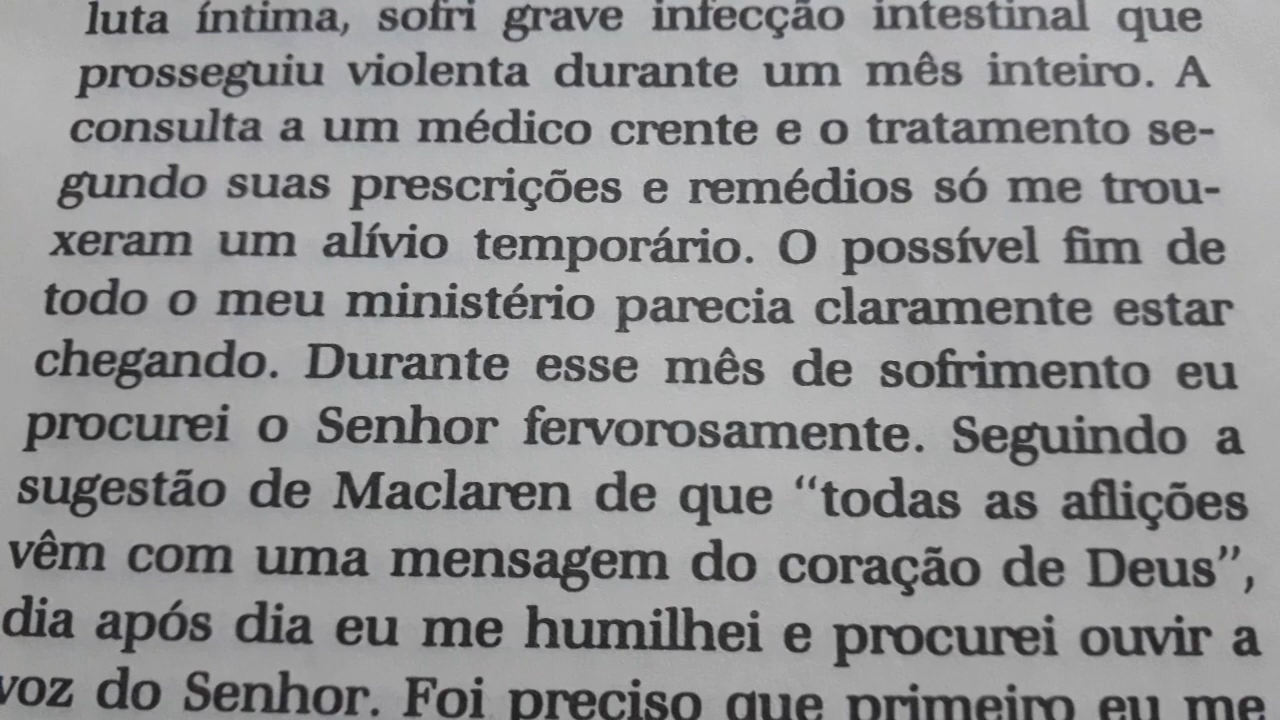 luta íntima, sofri grave infecção intestinal que
prosseguiu violenta durante um mês inteiro. A
consulta a um médico crente e o tratamento se-
gundo suas prescrições e remédios só me trou-
xeram um alívio temporário. O possível fim de
todo o meu ministério parecia claramente estar
chegando. Durante esse mês de sofrimento eu
procurei o Senhor fervorosamente. Seguindo a
sugestão de Maclaren de que “todas as aflições
vêm com uma mensagem do coração de Deus”,
dia após dia eu me humilhei e procurei ouvir a
voz do Senhor. Foi preciso que primeiro eu me